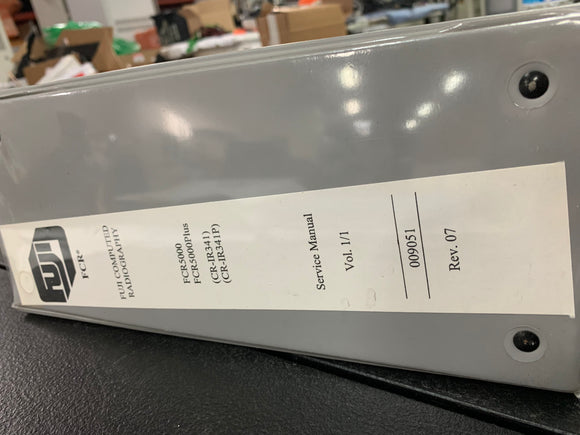 FUJI
FCR®
FUJI COMPUTED
RADIOGRAPHY
FCR5000
FCR5000Plus
(CR-IR341)
(CR-IR341P)
Service Manual
Vol. 1/1
009051
Rev. 07